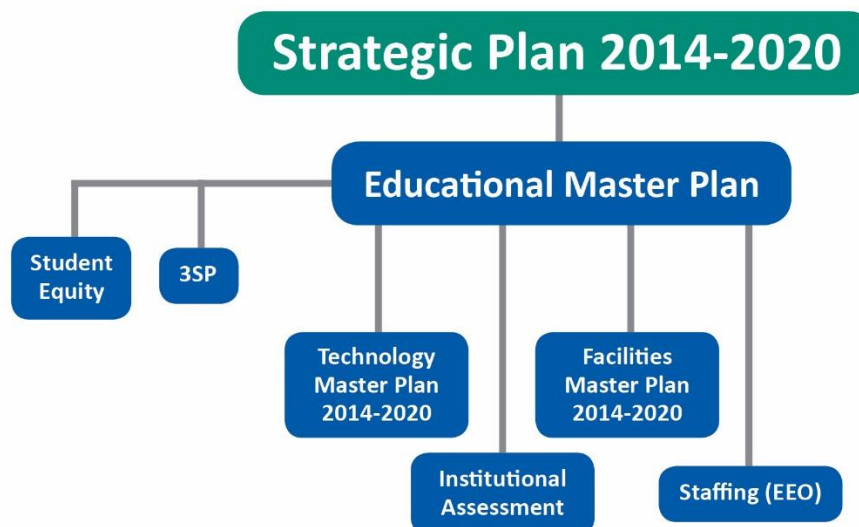 Strategic Plan 2014-2020
Educational Master Plan
Student
Equity
3SP
Technology
Master Plan
2014-2020
Facilities
Master Plan
2014-2020
Institutional
Assessment
Staffing (EEO)